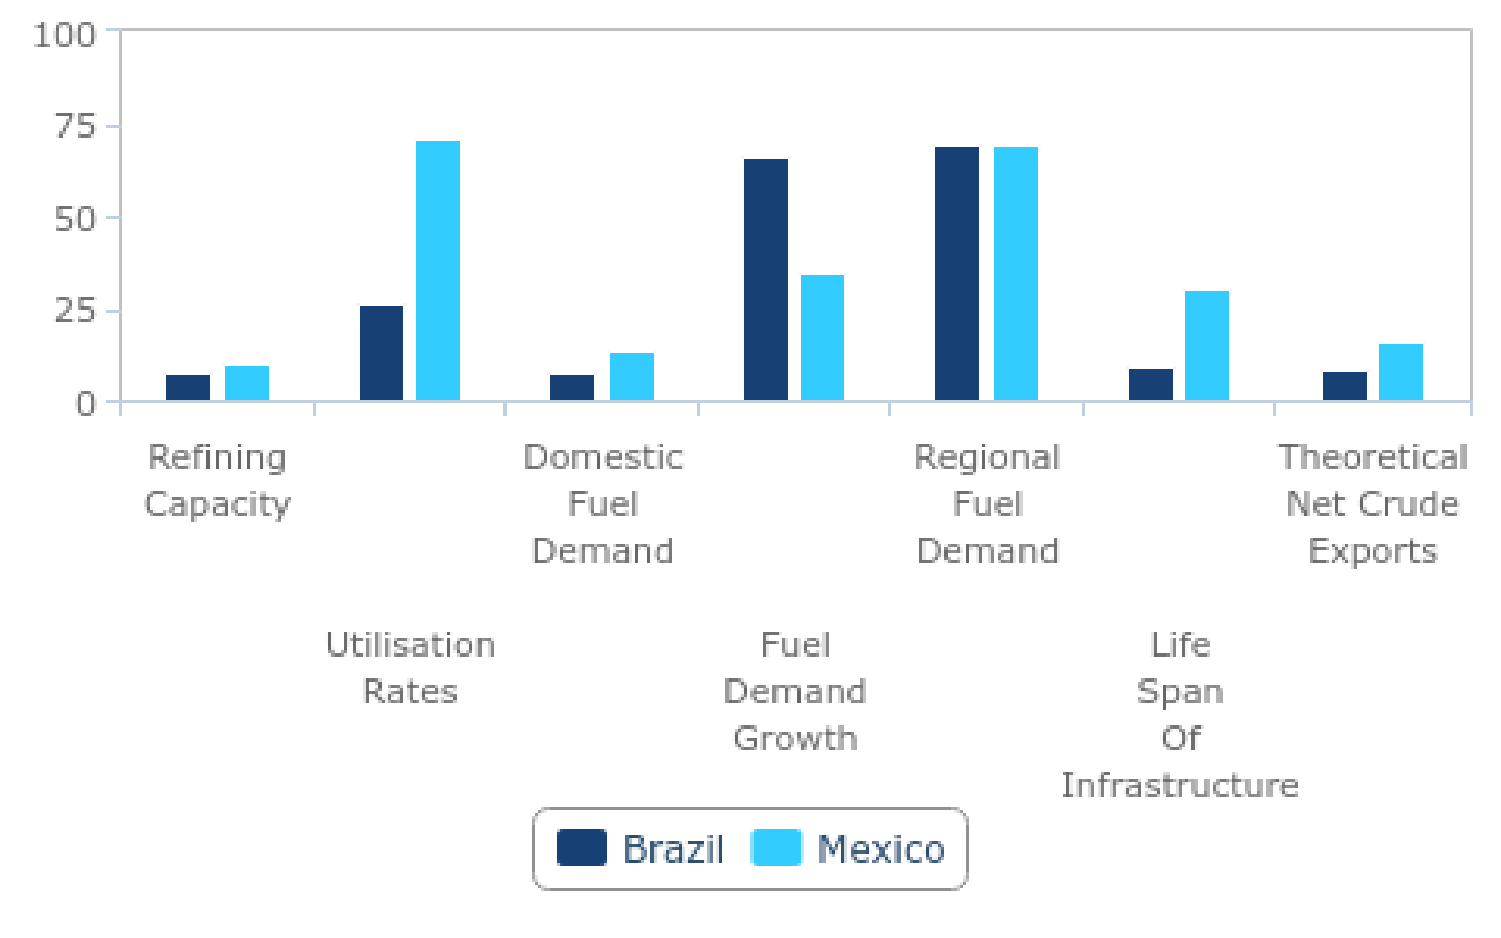 100
75
50
25
0
Refining
Capacity
Utilisation
Rates
Domestic
Fuel
Demand
Fuel
Demand
Growth
Regional
Fuel
Demand
Life
Span
Of
Infrastructure
Theoretical
Net Crude
Exports
Brazil
Mexico